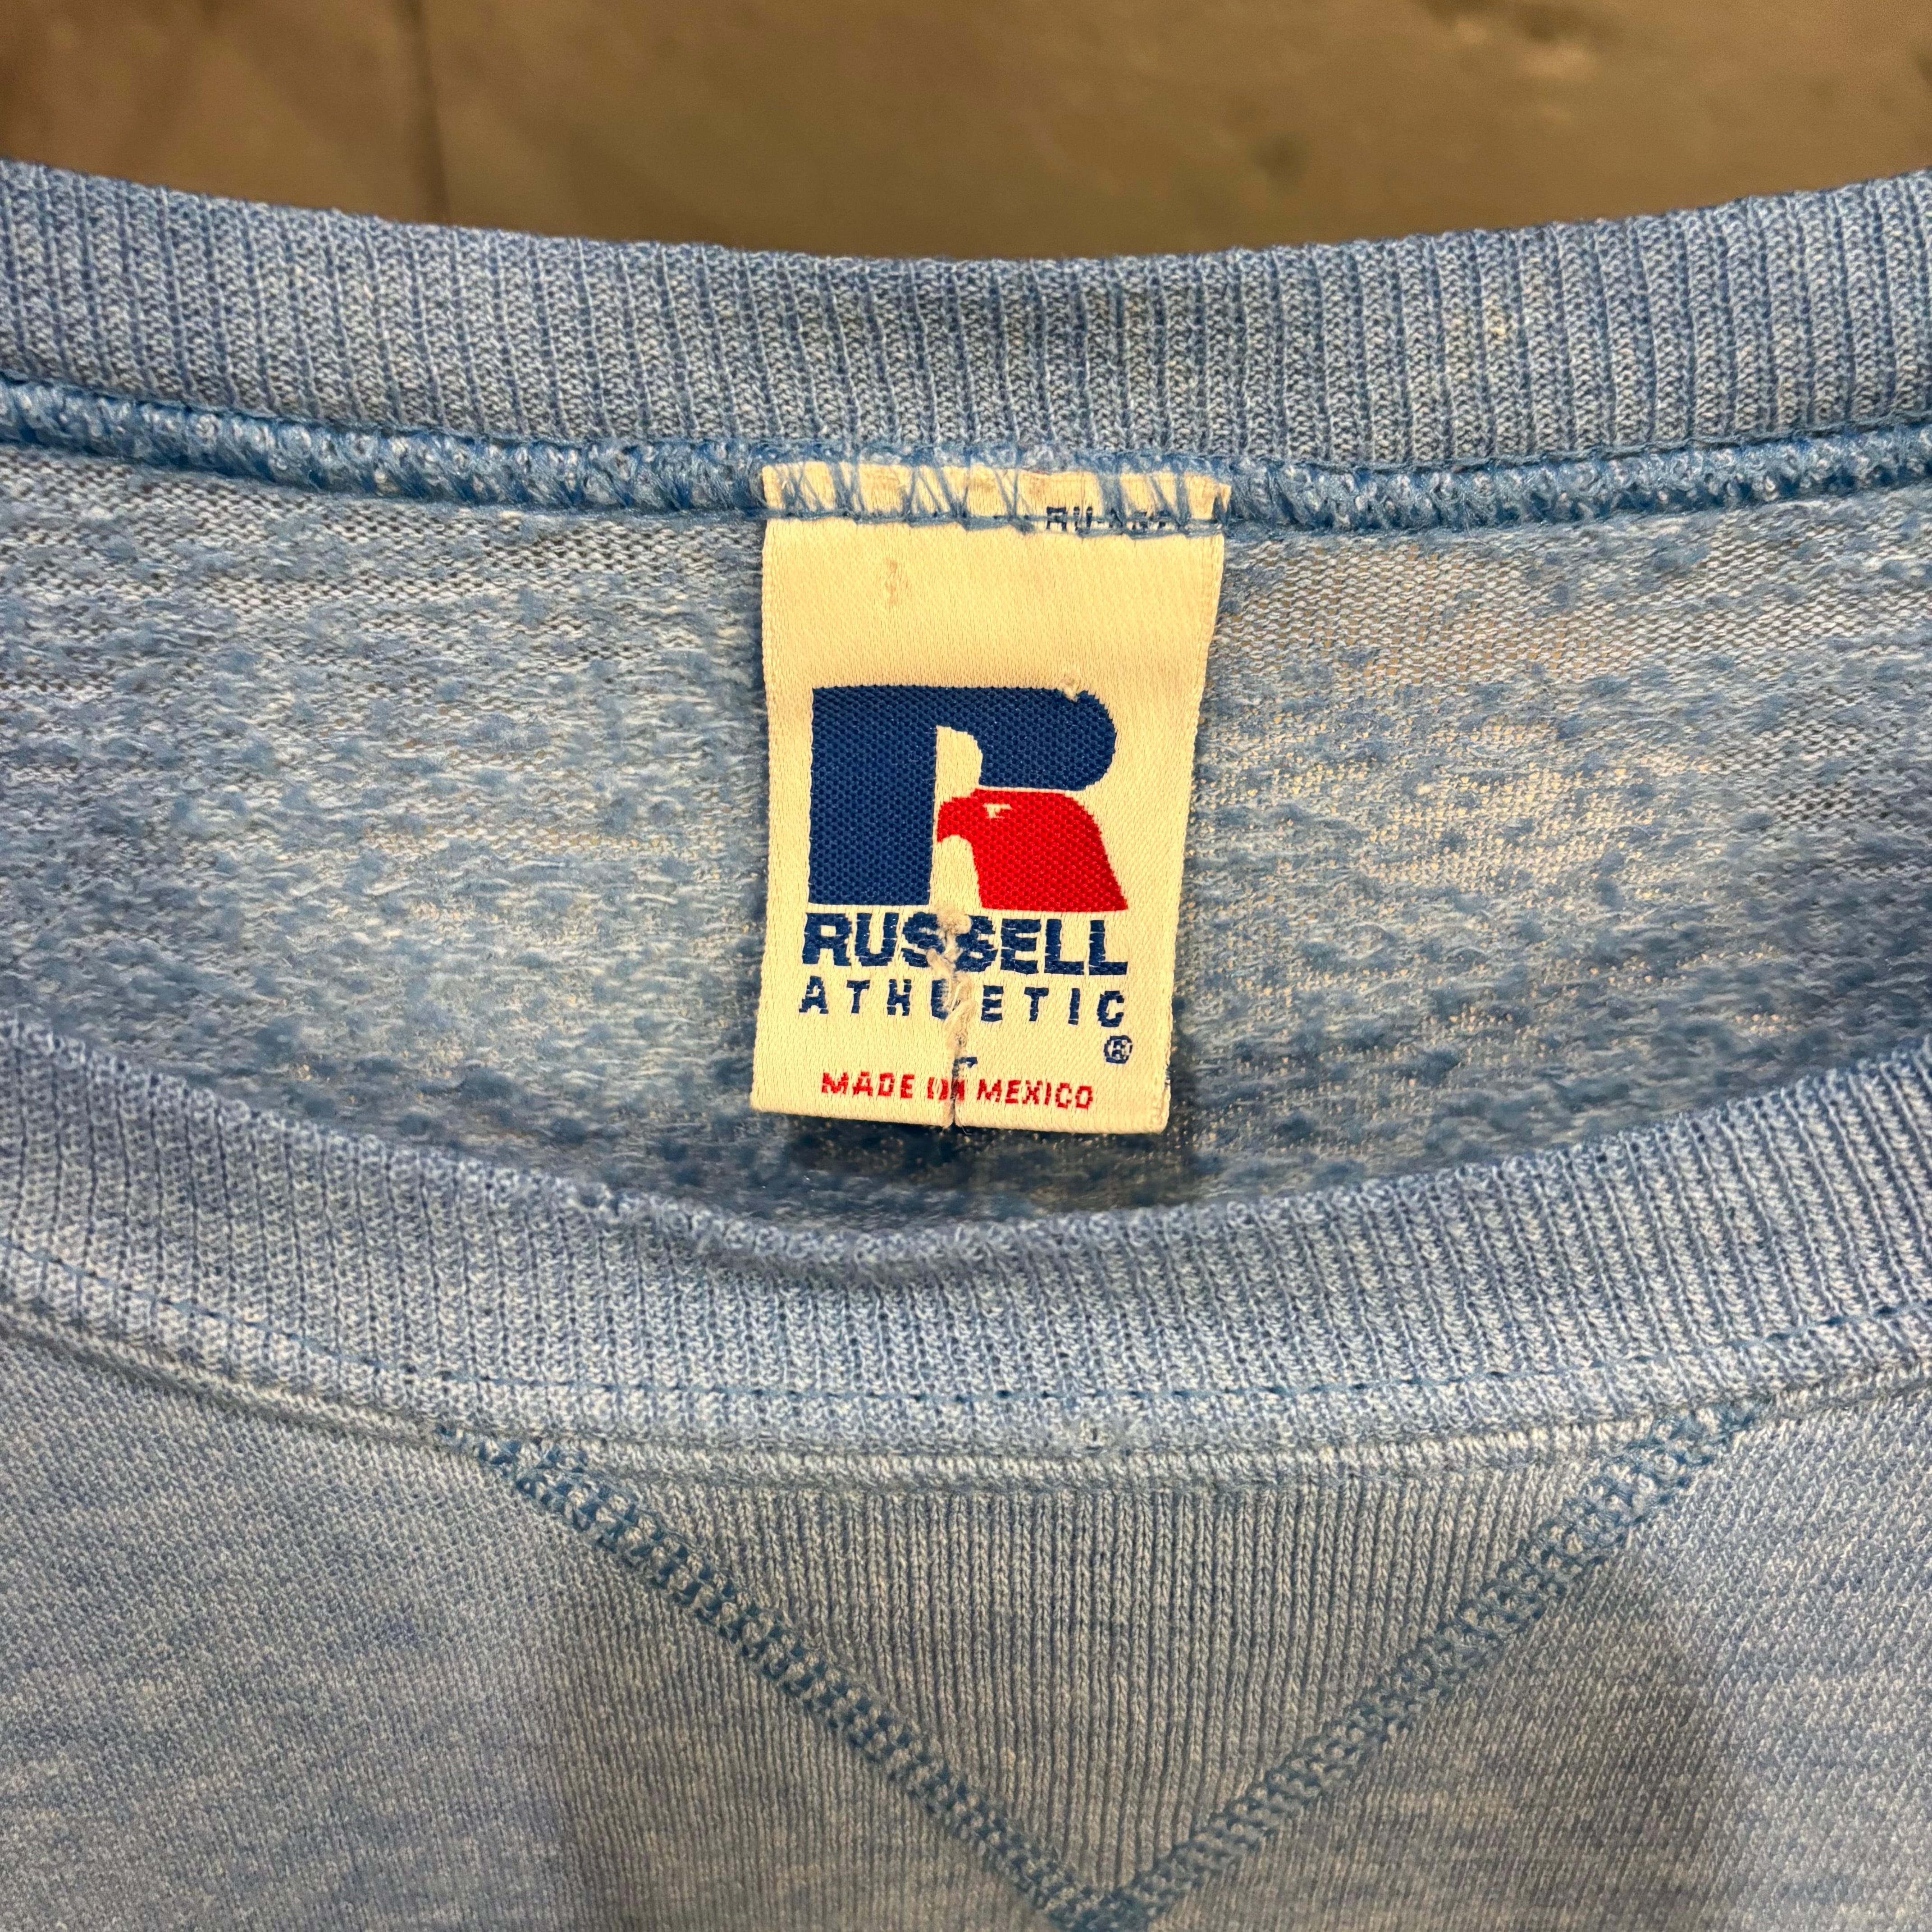 RUSSELL
ATHLETIC
®
MADE IN MEXICO